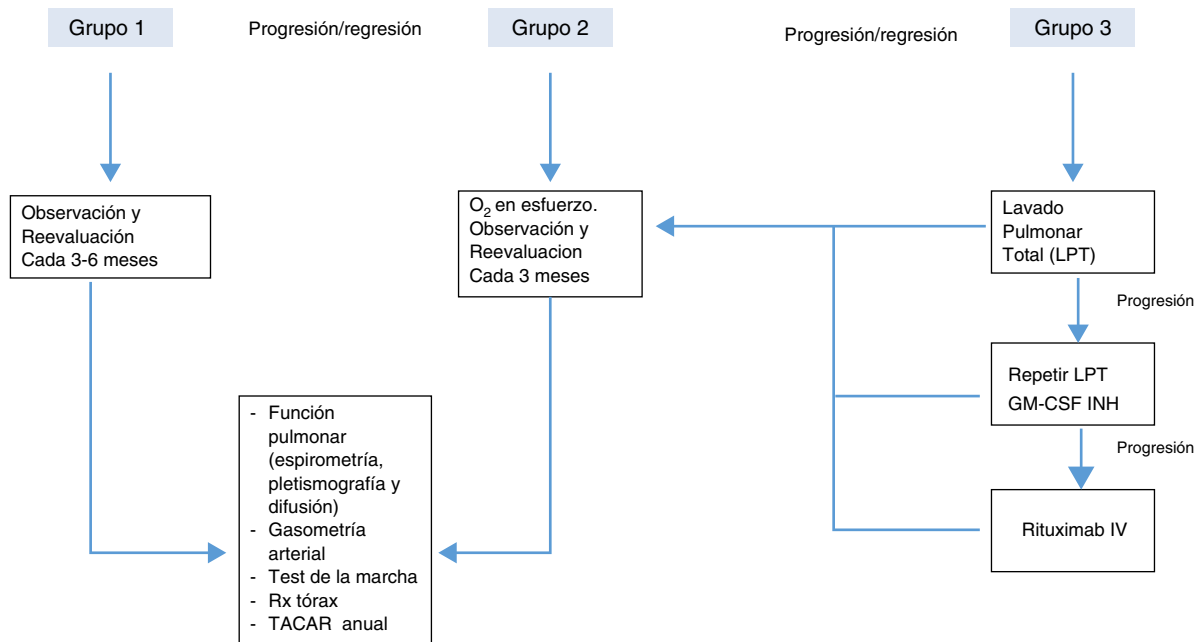 Grupo 1
Progresión/regresión
Grupo 2
Progresión/regresión
Grupo 3
Observación y
Reevaluación
Cada 3-6 meses
O2 en esfuerzo.
Observación y
Reevaluacion
Cada 3 meses
Lavado
Pulmonar
Total (LPT)
Progresión
Repetir LPT
GM-CSF INH
Progresión
Rituximab IV
- Función
pulmonar
(espirometría,
pletismografía y
difusión)
- Gasometría
arterial
- Test de la marcha
- Rx tórax
- TACAR anual